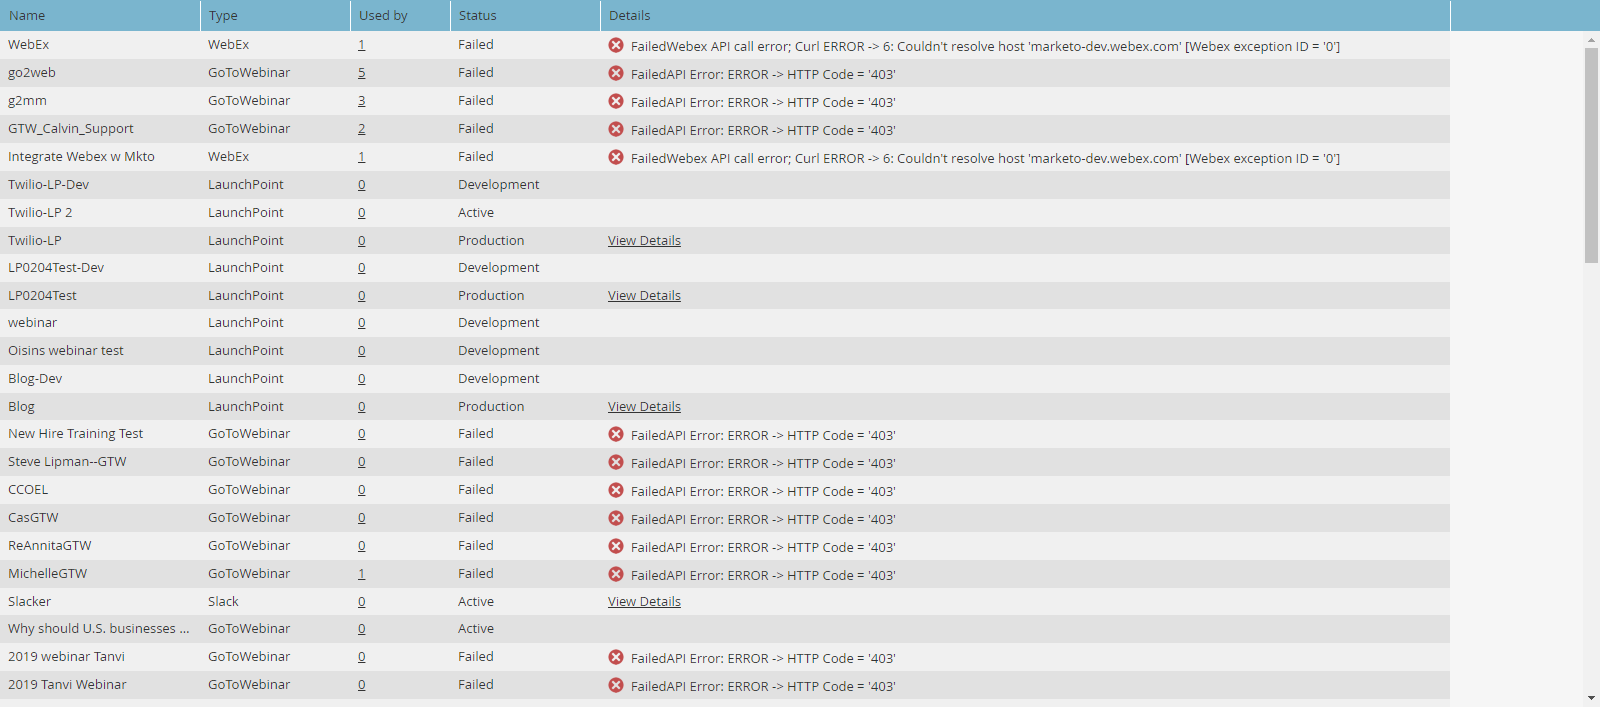 Name Type Used by Status Details
WebEx WebEx 1 Failed FailedWebex API call error; Curl ERROR -> 6: Couldn't resolve host 'marketo-dev.webex.com' [Webex exception ID = '0']
go2web GoToWebinar 5 Failed FailedAPI Error: ERROR -> HTTP Code = '403'
g2mm GoToWebinar 3 Failed FailedAPI Error: ERROR -> HTTP Code = '403'
GTW_Calvin_Support GoToWebinar 2 Failed FailedAPI Error: ERROR -> HTTP Code = '403'
Integrate Webex w Mkto WebEx 1 Failed FailedWebex API call error; Curl ERROR -> 6: Couldn't resolve host 'marketo-dev.webex.com' [Webex exception ID = '0']
Twilio-LP-Dev LaunchPoint 0 Development
Twilio-LP 2 LaunchPoint 0 Active
Twilio-LP LaunchPoint 0 Production View Details
LP0204Test-Dev LaunchPoint 0 Development
LP0204Test LaunchPoint 0 Production View Details
webinar LaunchPoint 0 Development
Oisins webinar test LaunchPoint 0 Development
Blog-Dev LaunchPoint 0 Development
Blog LaunchPoint 0 Production View Details
New Hire Training Test GoToWebinar 0 Failed FailedAPI Error: ERROR -> HTTP Code = '403'
Steve Lipman--GTW GoToWebinar 0 Failed FailedAPI Error: ERROR -> HTTP Code = '403'
CCOEL GoToWebinar 0 Failed FailedAPI Error: ERROR -> HTTP Code = '403'
CasGTW GoToWebinar 0 Failed FailedAPI Error: ERROR -> HTTP Code = '403'
ReAnnitaGTW GoToWebinar 0 Failed FailedAPI Error: ERROR -> HTTP Code = '403'
MichelleGTW GoToWebinar 1 Failed FailedAPI Error: ERROR -> HTTP Code = '403'
Slacker Slack 0 Active View Details
Why should U.S. businesses ... GoToWebinar 0 Active
2019 webinar Tanvi GoToWebinar 0 Failed FailedAPI Error: ERROR -> HTTP Code = '403'
2019 Tanvi Webinar GoToWebinar 0 Failed FailedAPI Error: ERROR -> HTTP Code = '403'